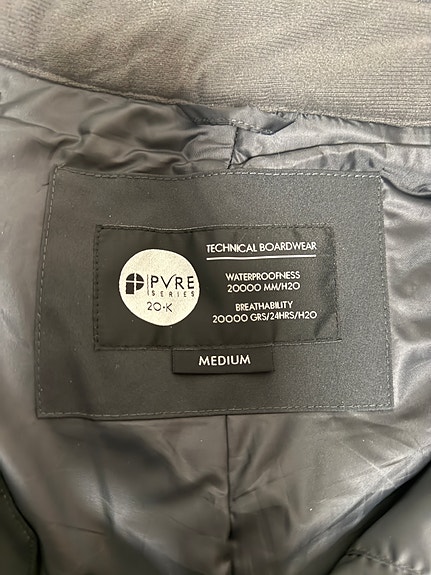 TECHNICAL BOARDWEAR
PVRE
SERIES
20-K
WATERPROOFNESS
20000 MM/H2O
BREATHABILITY
20000 GRS/24HRS/H2O
MEDIUM